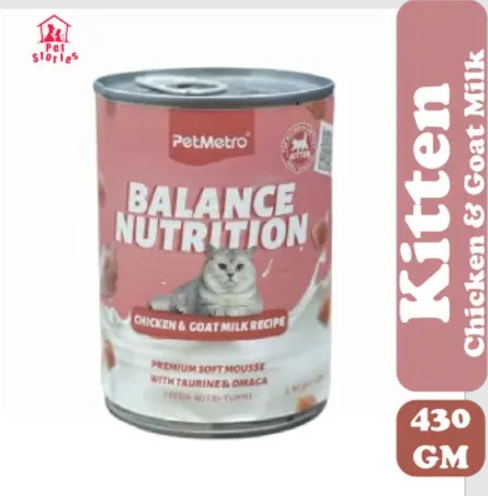 Pet
Stories
PetMetro
KITTEN
BALANCE
NUTRITION
CHICKEN & GOAT MILK RECIPE
PREMIUM SOFT MOUSSE
WITH TAURINE & OMAGA
Kitten
Chicken & Goat Milk
430
GM